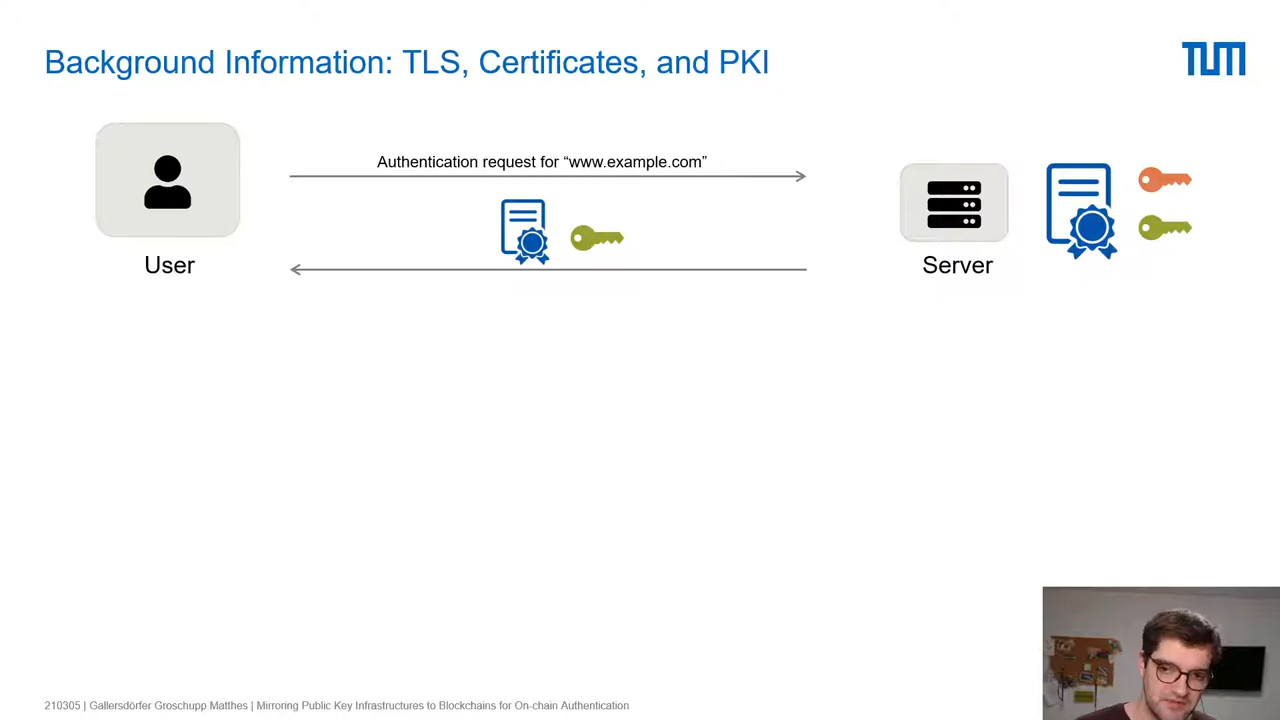 Background Information: TLS, Certificates, and PKI
TUM
Authentication request for “www.example.com”
User
Server
210305 | Gallersdörfer Groschupp Matthes | Mirroring Public Key Infrastructures to Blockchains for On-chain Authentication